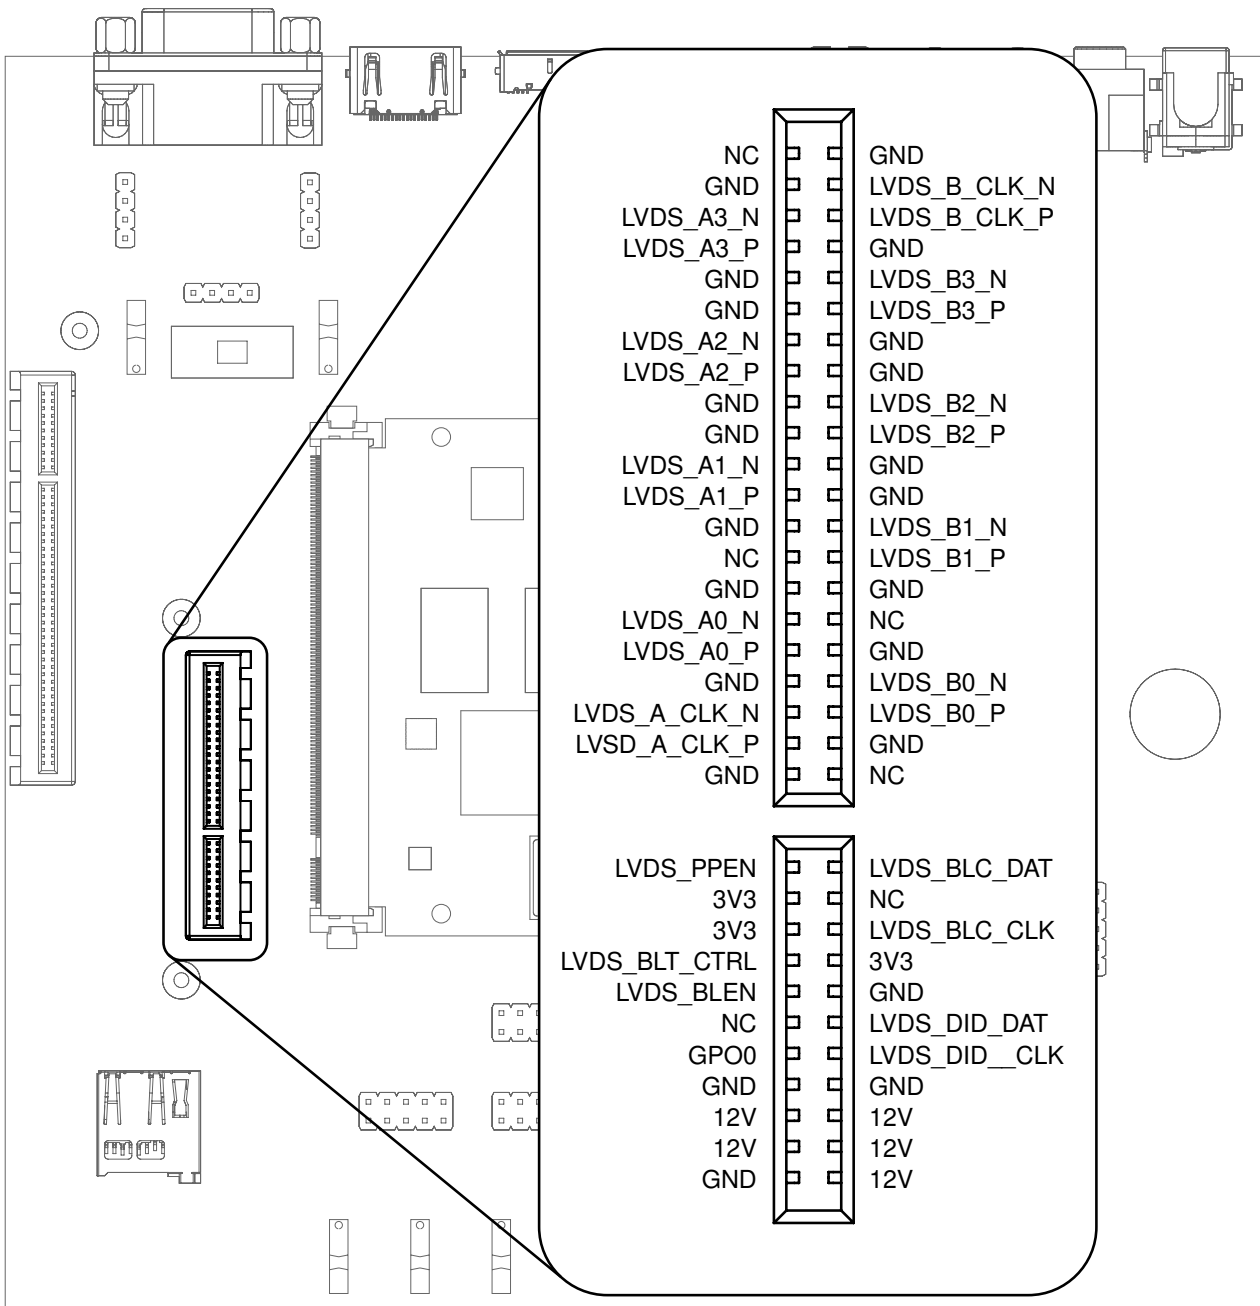 NC GND
GND LVDS_B_CLK_N
LVDS_A3_N LVDS_B_CLK_P
LVDS_A3_P GND
GND LVDS_B3_N
GND LVDS_B3_P
LVDS_A2_N GND
LVDS_A2_P GND
GND LVDS_B2_N
GND LVDS_B2_P
LVDS_A1_N GND
LVDS_A1_P GND
GND LVDS_B1_N
NC LVDS_B1_P
GND GND
LVDS_A0_N NC
LVDS_A0_P GND
GND LVDS_B0_N
LVDS_A_CLK_N LVDS_B0_P
LVSD_A_CLK_P GND
GND NC
LVDS_PPEN LVDS_BLC_DAT
3V3 NC
3V3 LVDS_BLC_CLK
LVDS_BLT_CTRL 3V3
LVDS_BLEN GND
NC LVDS_DID_DAT
GPO0 LVDS_DID__CLK
GND GND
12V 12V
12V 12V
GND 12V